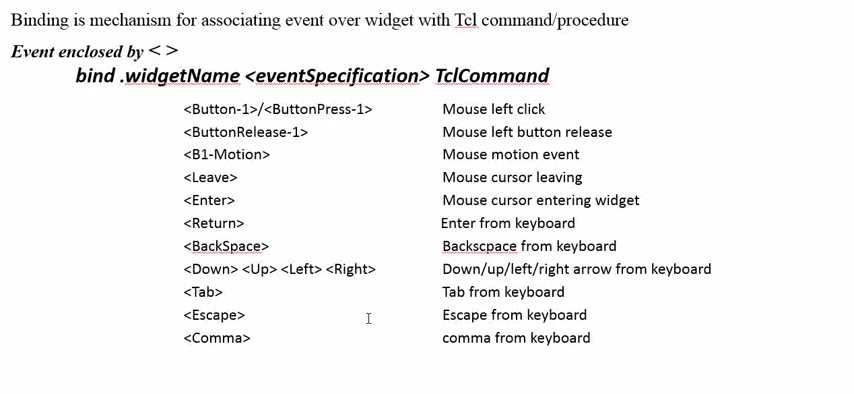 Binding is mechanism for associating event over widget with Tcl command/procedure
Event enclosed by < >
bind .widgetName <eventSpecification> TclCommand
<Button-1>/<ButtonPress-1> Mouse left click
<ButtonRelease-1> Mouse left button release
<B1-Motion> Mouse motion event
<Leave> Mouse cursor leaving
<Enter> Mouse cursor entering widget
<Return> Enter from keyboard
<BackSpace> Backscpace from keyboard
<Down> <Up> <Left> <Right> Down/up/left/right arrow from keyboard
<Tab> Tab from keyboard
<Escape> Escape from keyboard
<Comma> comma from keyboard